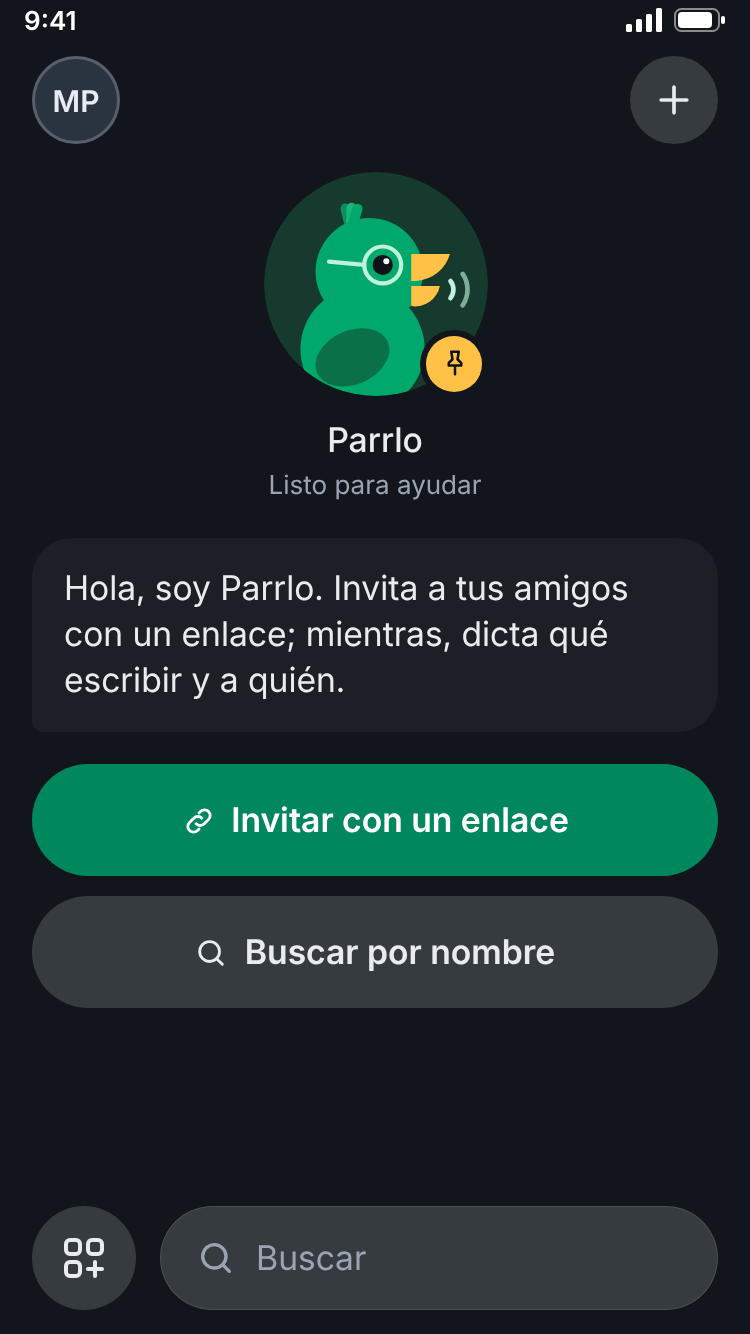 9:41
MP
Parrlo
Listo para ayudar
Hola, soy Parrlo. Invita a tus amigos
con un enlace; mientras, dicta qué
escribir y a quién.
Invitar con un enlace
Buscar por nombre
Buscar